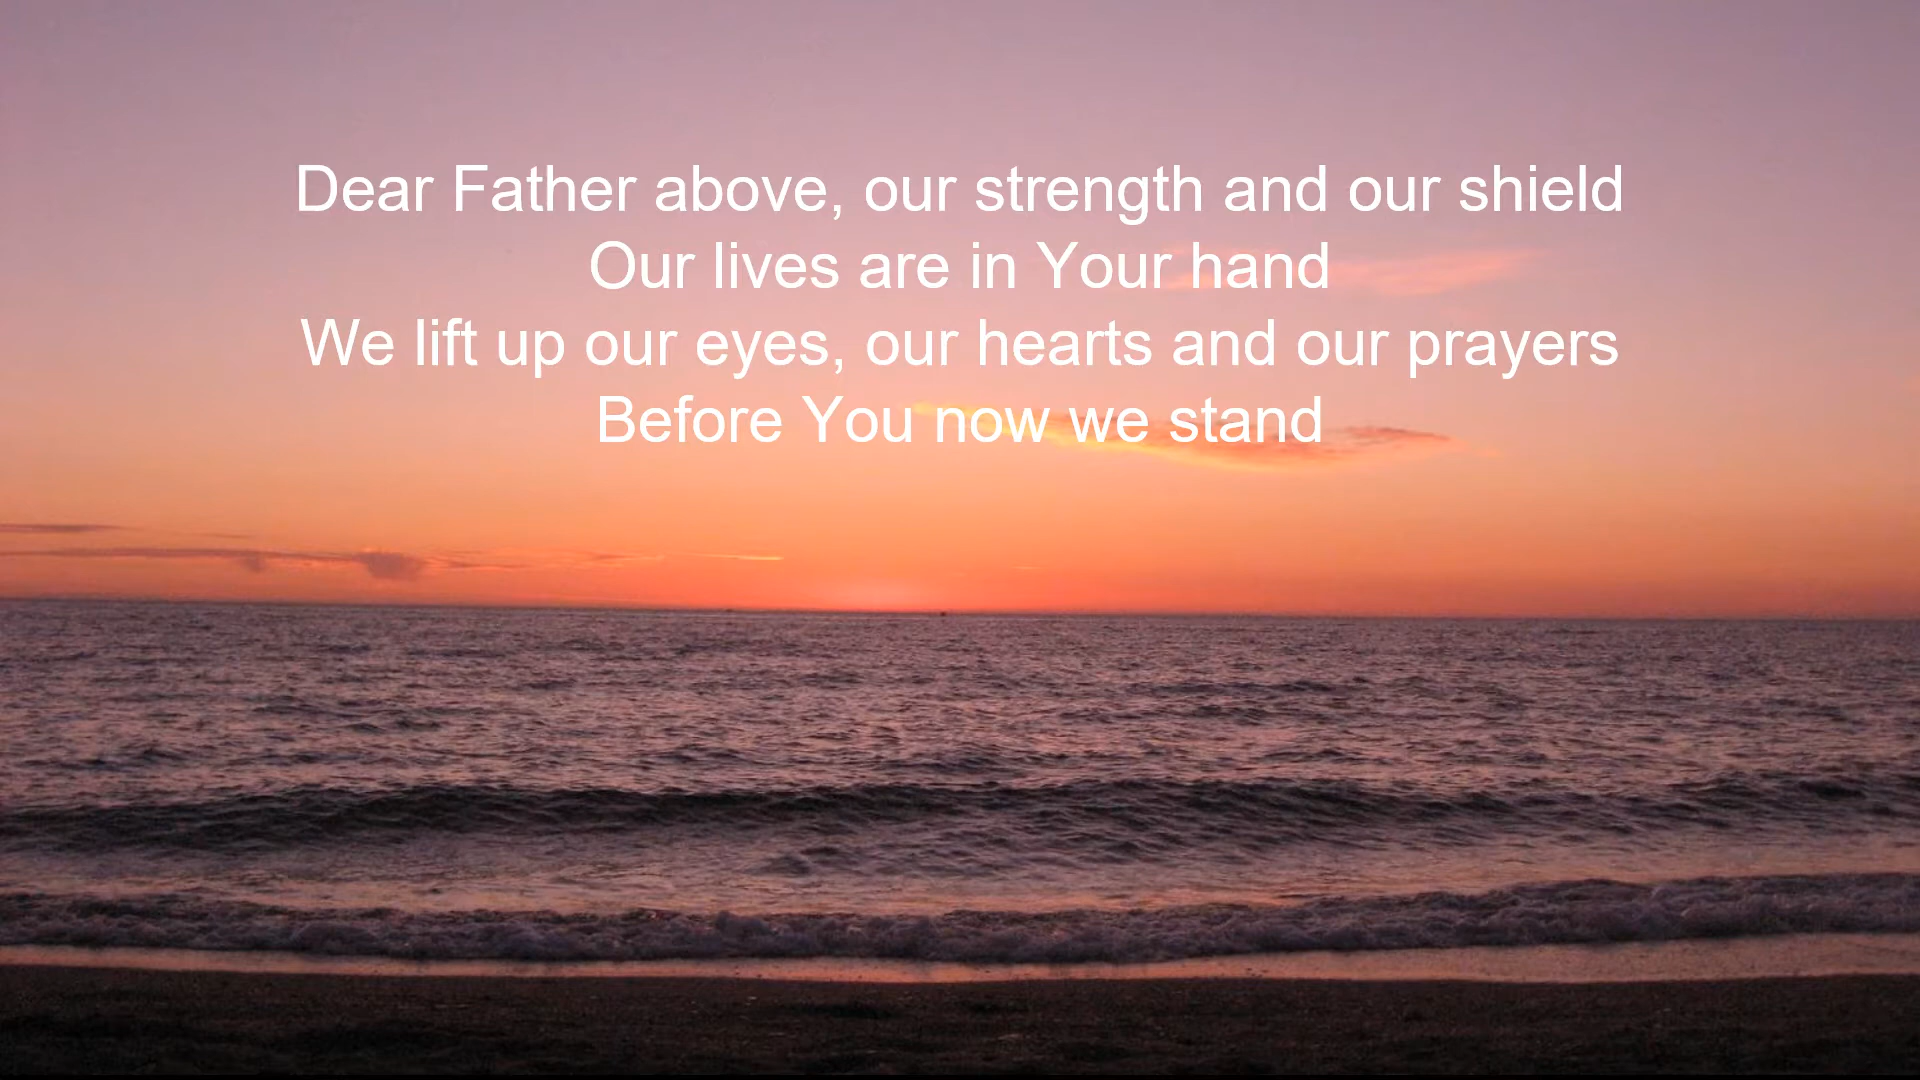 Dear Father above, our strength and our shield
Our lives are in Your hand
We lift up our eyes, our hearts and our prayers
Before You now we stand